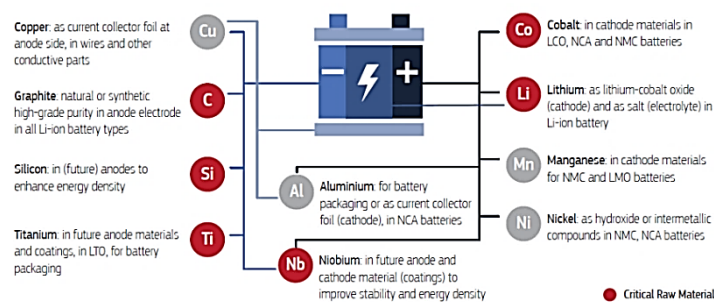 Copper: as current collector foil at
anode side, in wires and other
conductive parts
Cu
Graphite: natural or synthetic
high-grade purity in anode electrode
in all Li-ion battery types
C
Silicon: in (future) anodes to
enhance energy density
Si
Titanium: in future anode materials
and coatings, in LTO, for battery
packaging
Ti
Al
Aluminium: for battery
packaging or as current collector
foil (cathode), in NCA batteries
Nb
Niobium: in future anode and
cathode material (coatings) to
improve stability and energy density
− +
Co
Cobalt: in cathode materials in
LCO, NCA and NMC batteries
Li
Lithium: as lithium-cobalt oxide
(cathode) and as salt (electrolyte) in
Li-ion battery
Mn
Manganese: in cathode materials
for NMC and LMO batteries
Ni
Nickel: as hydroxide or intermetallic
compounds in NMC, NCA batteries
Critical Raw Material